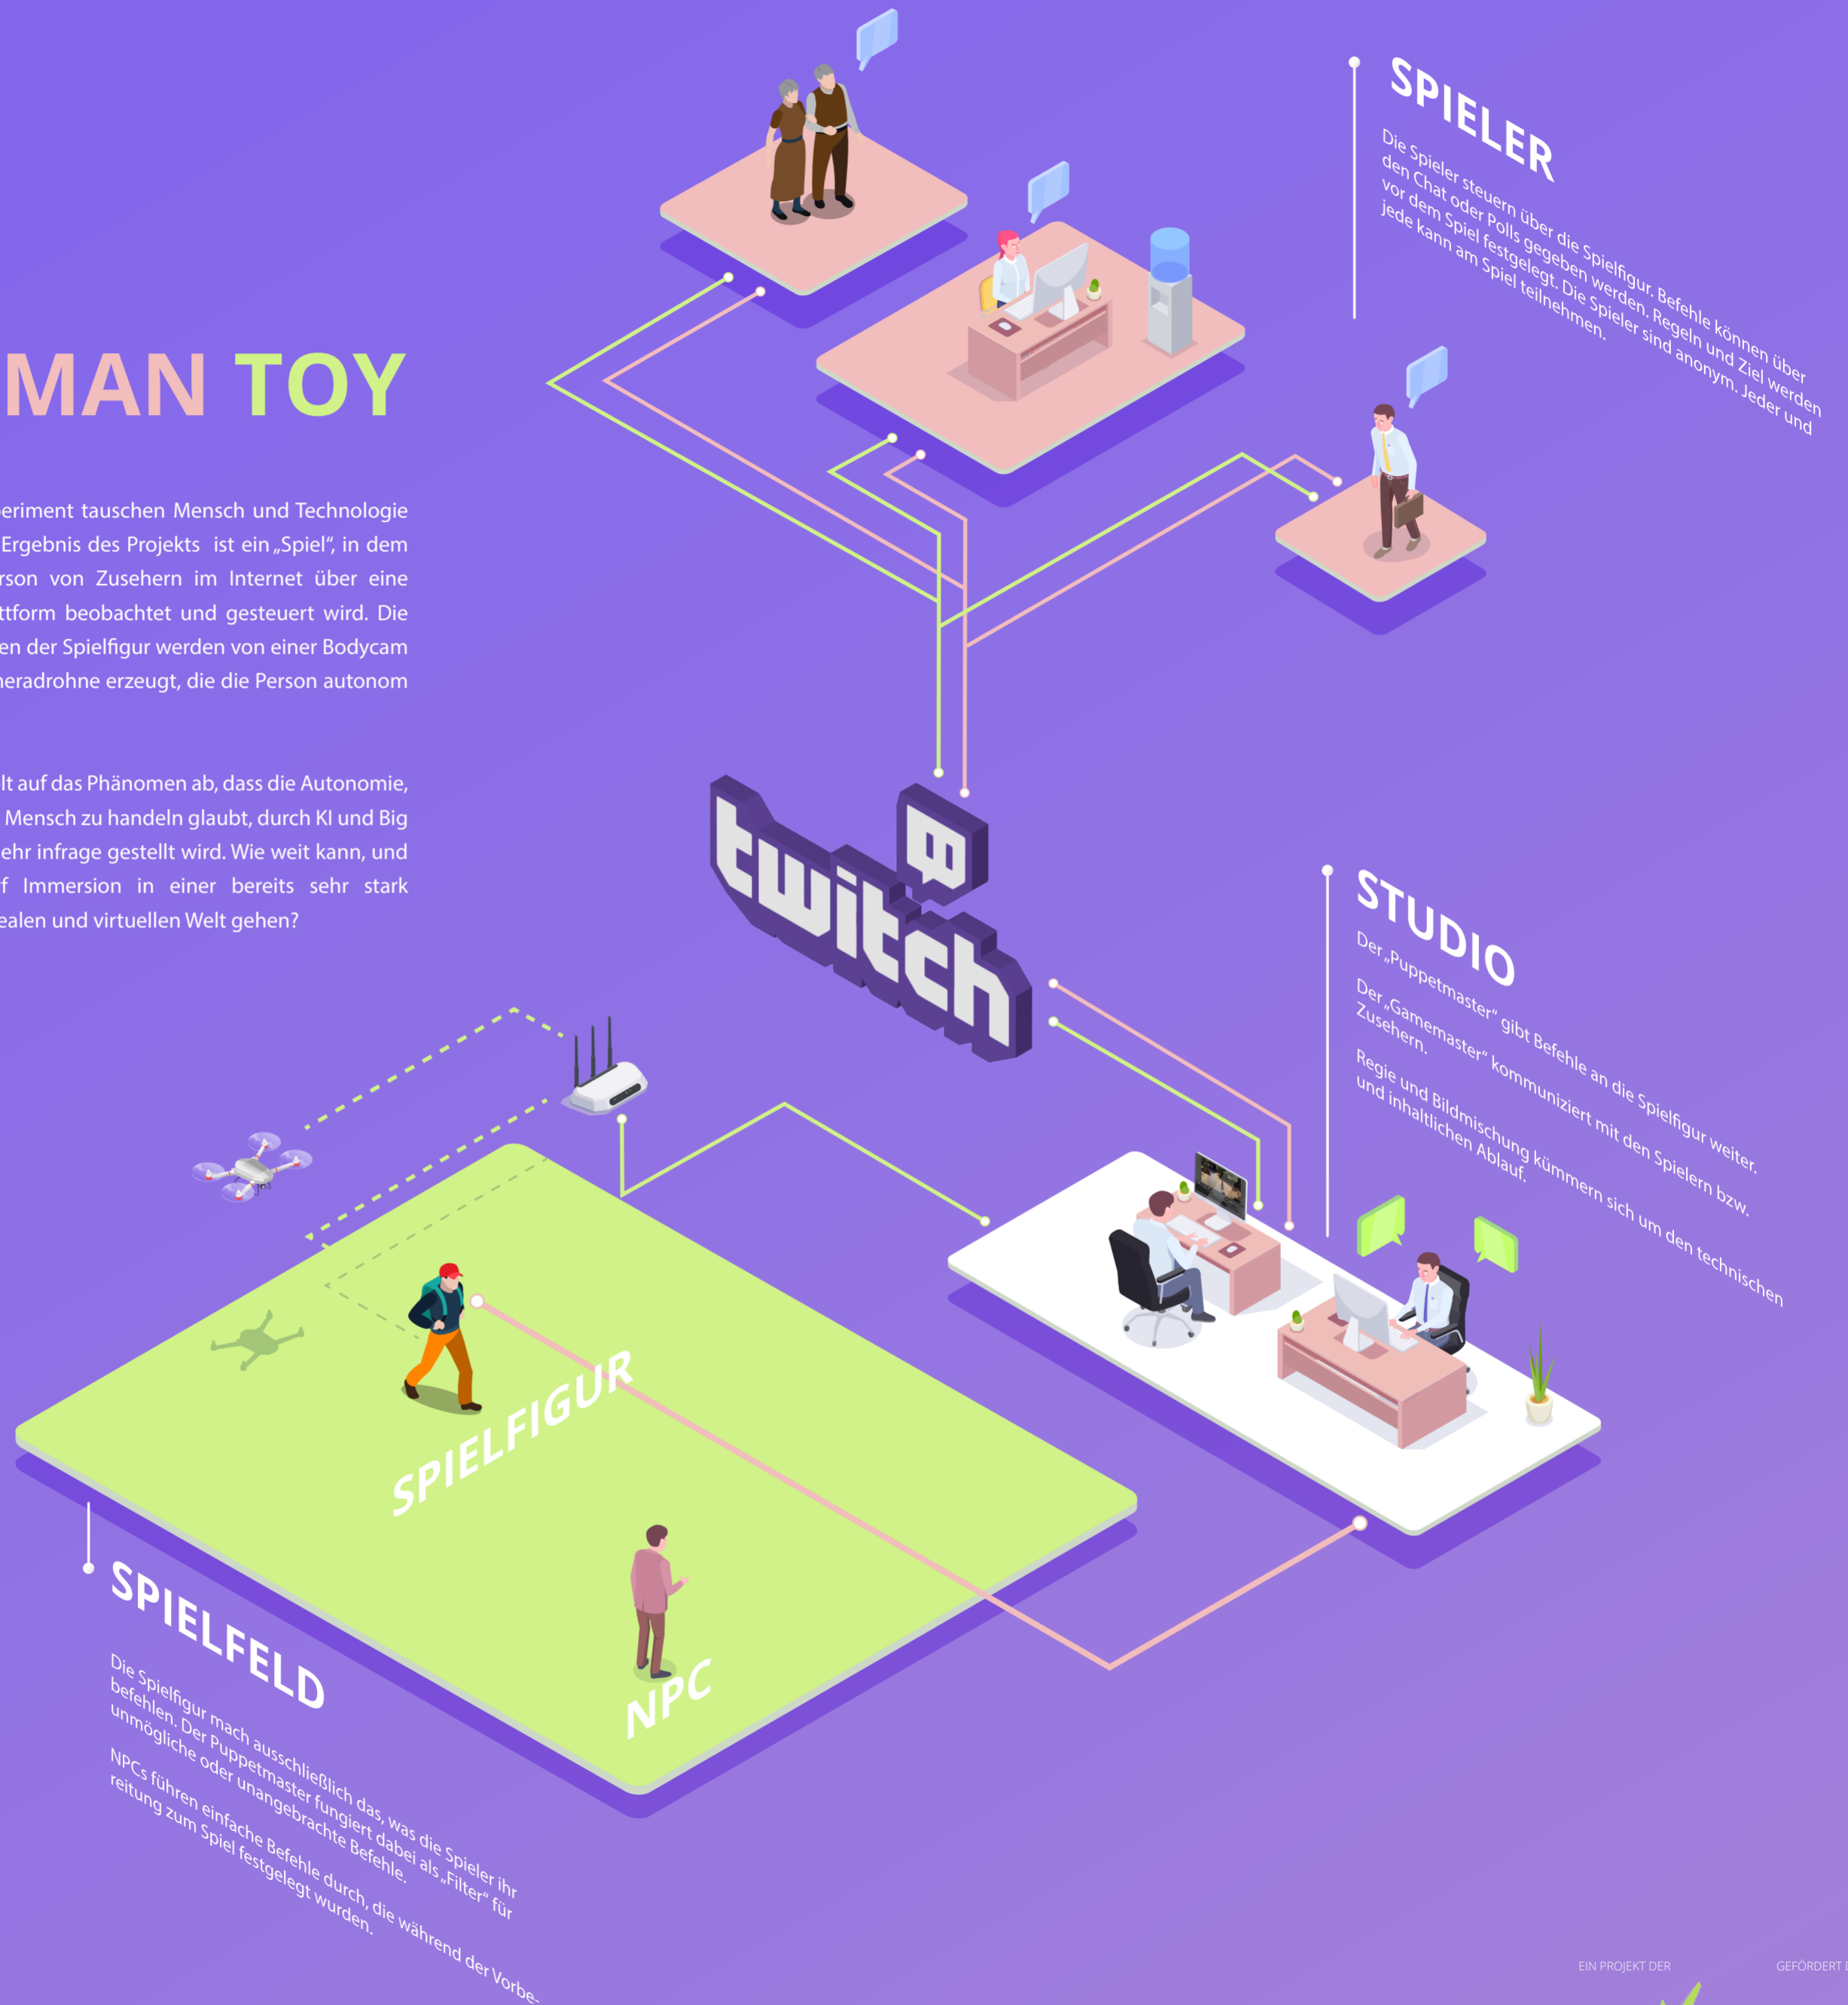 MAN TOY
eriment tauschen Mensch und Technologie
Ergebnis des Projekts ist ein „Spiel“, in dem
rson von Zusehern im Internet über eine
ttform beobachtet und gesteuert wird. Die
en der Spielfigur werden von einer Bodycam
neradrohne erzeugt, die die Person autonom
lt auf das Phänomen ab, dass die Autonomie,
Mensch zu handeln glaubt, durch KI und Big
ehr infrage gestellt wird. Wie weit kann, und
f Immersion in einer bereits sehr stark
ealen und virtuellen Welt gehen?
SPIELER
Die Spieler steuern über die Spielfigur. Befehle können über
den Chat oder Polls gegeben werden. Regeln und Ziel werden
vor dem Spiel festgelegt. Die Spieler sind anonym. Jeder und
jede kann am Spiel teilnehmen.
twitch
STUDIO
Der „Puppetmaster“ gibt Befehle an die Spielfigur weiter.
Der „Gamemaster“ kommuniziert mit den Spielern bzw.
Zusehern.
Regie und Bildmischung kümmern sich um den technischen
und inhaltlichen Ablauf.
SPIELFIGUR
NPC
SPIELFELD
Die Spielfigur mach ausschließlich das, was die Spieler ihr
befehlen. Der Puppetmaster fungiert dabei als „Filter“ für
unmögliche oder unangebrachte Befehle.
NPCs führen einfache Befehle durch, die während der Vorbe-
reitung zum Spiel festgelegt wurden.
EIN PROJEKT DER
GEFÖRDERT